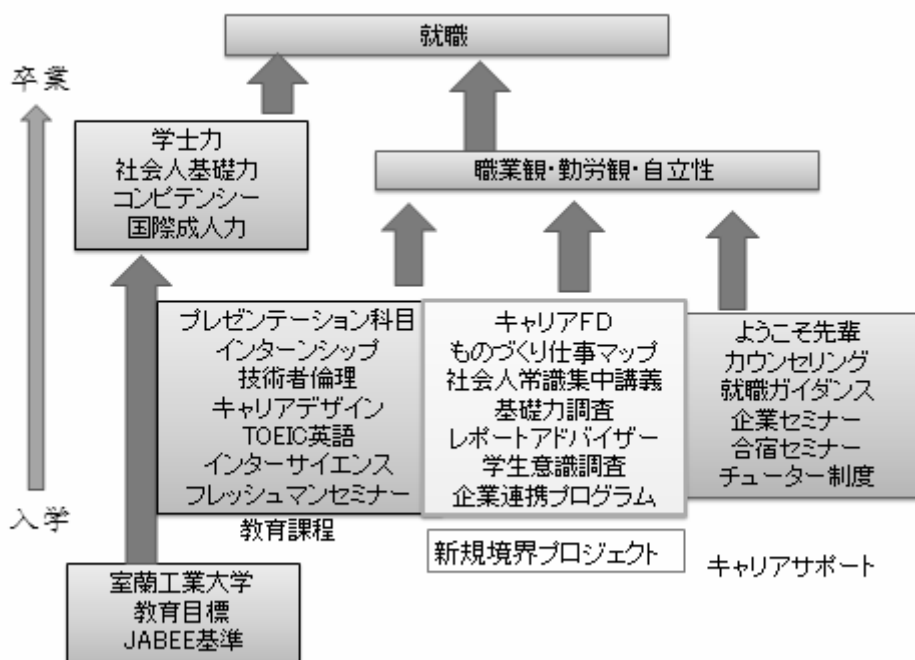 就職
卒業
学士力
社会人基礎力
コンピテンシー
国際成人力
職業観・勤労観・自立性
プレゼンテーション科目
インターンシップ
技術者倫理
キャリアデザイン
TOEIC英語
インターサイエンス
フレッシュマンセミナー
教育課程
キャリアFD
ものづくり仕事マップ
社会人常識集中講義
基礎力調査
レポートアドバイザー
学生意識調査
企業連携プログラム
新規境界プロジェクト
ようこそ先輩
カウンセリング
就職ガイダンス
企業セミナー
合宿セミナー
チューター制度
キャリアサポート
入学
室蘭工業大学
教育目標
JABEE基準